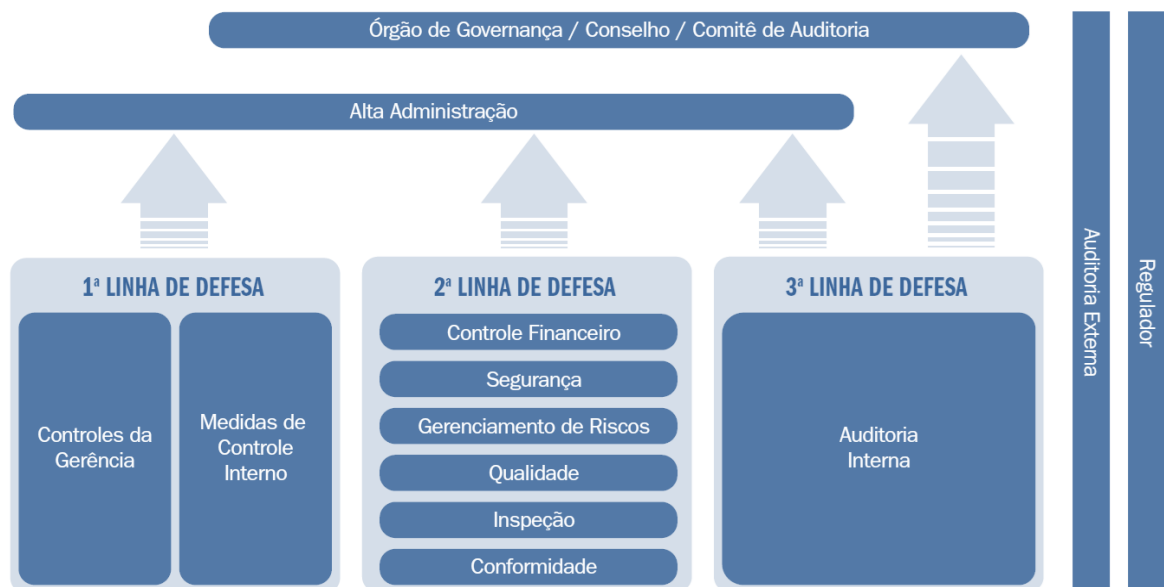 Órgão de Governança / Conselho / Comitê de Auditoria
Alta Administração
1ª LINHA DE DEFESA
Controles da
Gerência
Medidas de
Controle
Interno
2ª LINHA DE DEFESA
Controle Financeiro
Segurança
Gerenciamento de Riscos
Qualidade
Inspeção
Conformidade
3ª LINHA DE DEFESA
Auditoria
Interna
Auditoria Externa
Regulador